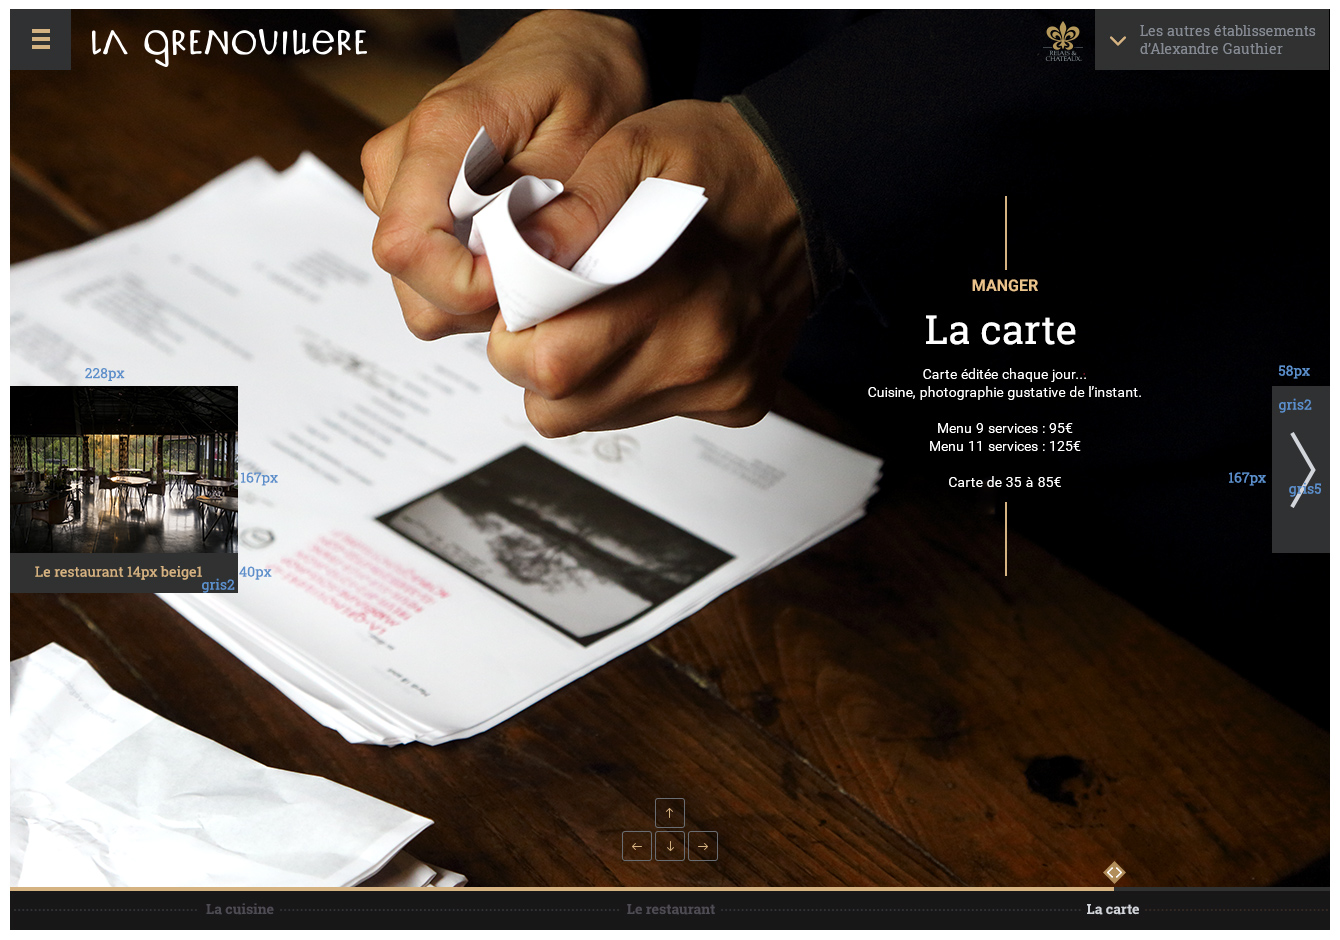 LA GRENOUILLERE
RELAIS &
CHATEAUX.
Les autres établissements
d'Alexandre Gauthier
MANGER
La carte
Carte éditée chaque jour...
Cuisine, photographie gustative de l'instant.
Menu 9 services : 95€
Menu 11 services : 125€
Carte de 35 à 85€
228px
167px
Le restaurant 14px beige1
gris2
40px
58px
gris2
167px
gris5
La cuisine
Le restaurant
La carte